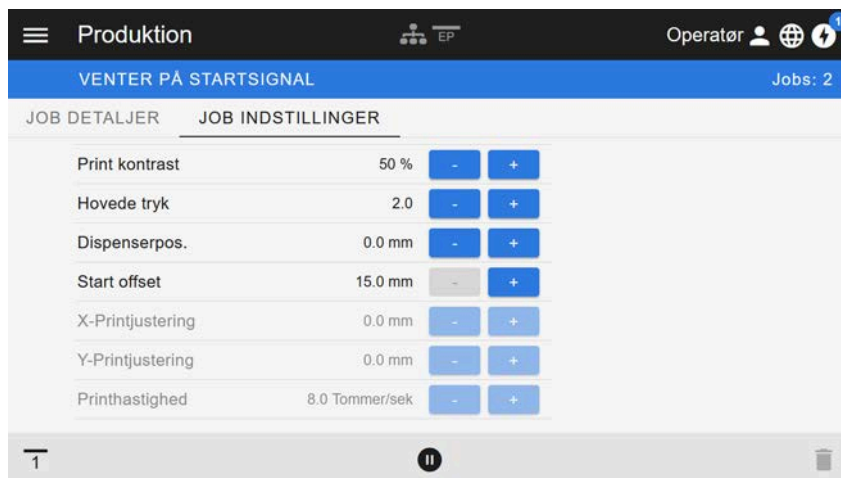 Produktion EP Operatør 1
VENTER PÅ STARTSIGNAL Jobs: 2
JOB DETALJER JOB INDSTILLINGER
Print kontrast 50 % - +
Hovede tryk 2.0 - +
Dispenserpos. 0.0 mm - +
Start offset 15.0 mm - +
X-Printjustering 0.0 mm - +
Y-Printjustering 0.0 mm - +
Printhastighed 8.0 Tommer/sek - +
1